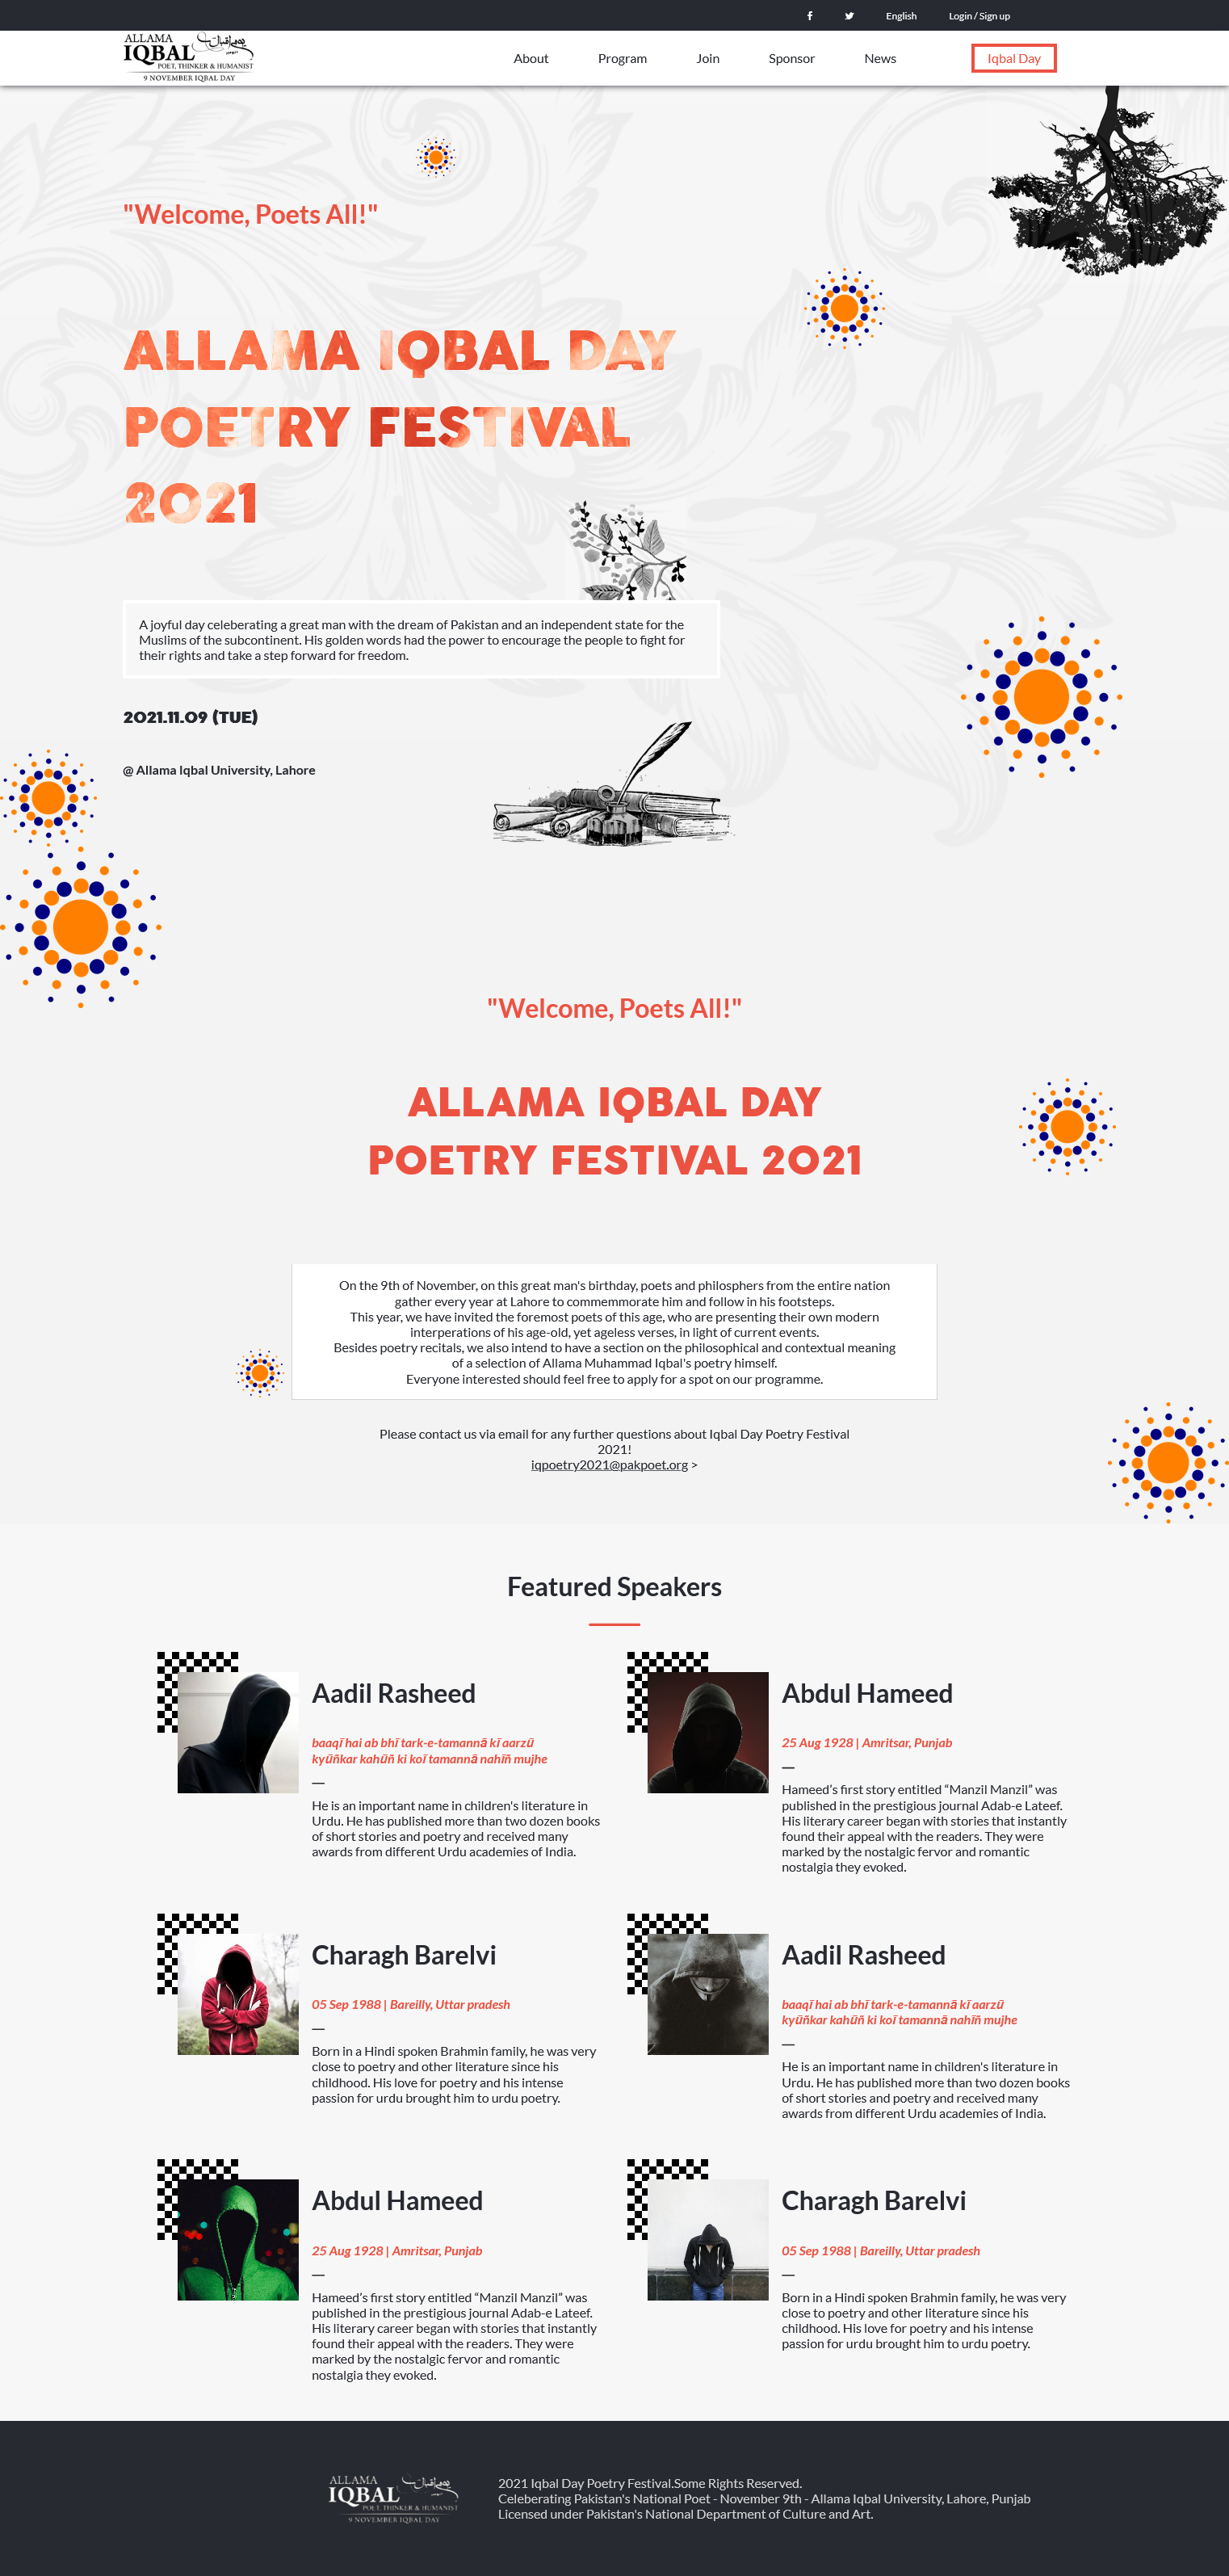 English
Login / Sign up
ALLAMA
IQBAL
POET, THINKER & HUMANIST
9 NOVEMBER IQBAL DAY
About
Program
Join
Sponsor
News
Iqbal Day
"Welcome, Poets All!"
ALLAMA IQBAL DAY
POETRY FESTIVAL
2021
A joyful day celeberating a great man with the dream of Pakistan and an independent state for the
Muslims of the subcontinent. His golden words had the power to encourage the people to fight for
their rights and take a step forward for freedom.
2021.11.09 (TUE)
@ Allama Iqbal University, Lahore
"Welcome, Poets All!"
ALLAMA IQBAL DAY
POETRY FESTIVAL 2021
On the 9th of November, on this great man's birthday, poets and philosphers from the entire nation
gather every year at Lahore to commemmorate him and follow in his footsteps.
This year, we have invited the foremost poets of this age, who are presenting their own modern
interperations of his age-old, yet ageless verses, in light of current events.
Besides poetry recitals, we also intend to have a section on the philosophical and contextual meaning
of a selection of Allama Muhammad Iqbal's poetry himself.
Everyone interested should feel free to apply for a spot on our programme.
Please contact us via email for any further questions about Iqbal Day Poetry Festival
2021!
iqpoetry2021@pakpoet.org >
Featured Speakers
Aadil Rasheed
baaqī hai ab bhī tark-e-tamannā kī aarzū
kyūñkar kahūñ ki koī tamannā nahīñ mujhe
He is an important name in children's literature in
Urdu. He has published more than two dozen books
of short stories and poetry and received many
awards from different Urdu academies of India.
Abdul Hameed
25 Aug 1928 | Amritsar, Punjab
Hameed’s first story entitled “Manzil Manzil” was
published in the prestigious journal Adab-e Lateef.
His literary career began with stories that instantly
found their appeal with the readers. They were
marked by the nostalgic fervor and romantic
nostalgia they evoked.
Charagh Barelvi
05 Sep 1988 | Bareilly, Uttar pradesh
Born in a Hindi spoken Brahmin family, he was very
close to poetry and other literature since his
childhood. His love for poetry and his intense
passion for urdu brought him to urdu poetry.
Aadil Rasheed
baaqī hai ab bhī tark-e-tamannā kī aarzū
kyūñkar kahūñ ki koī tamannā nahīñ mujhe
He is an important name in children's literature in
Urdu. He has published more than two dozen books
of short stories and poetry and received many
awards from different Urdu academies of India.
Abdul Hameed
25 Aug 1928 | Amritsar, Punjab
Hameed’s first story entitled “Manzil Manzil” was
published in the prestigious journal Adab-e Lateef.
His literary career began with stories that instantly
found their appeal with the readers. They were
marked by the nostalgic fervor and romantic
nostalgia they evoked.
Charagh Barelvi
05 Sep 1988 | Bareilly, Uttar pradesh
Born in a Hindi spoken Brahmin family, he was very
close to poetry and other literature since his
childhood. His love for poetry and his intense
passion for urdu brought him to urdu poetry.
ALLAMA
IQBAL
POET, THINKER & HUMANIST
9 NOVEMBER IQBAL DAY
2021 Iqbal Day Poetry Festival.Some Rights Reserved.
Celeberating Pakistan's National Poet - November 9th - Allama Iqbal University, Lahore, Punjab
Licensed under Pakistan's National Department of Culture and Art.